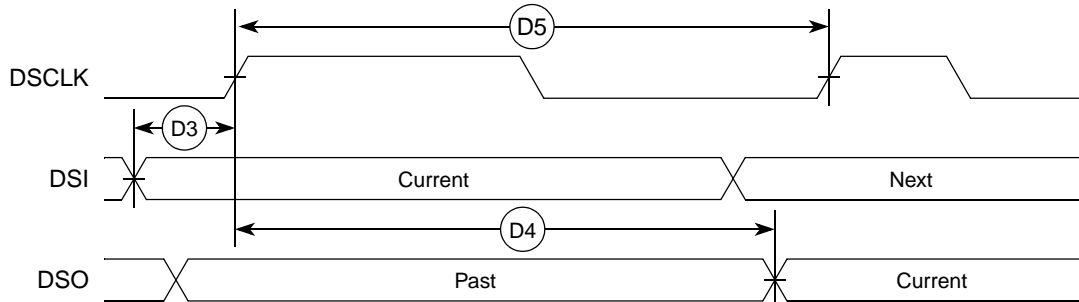 D5
DSCLK
D3
DSI
Current
Next
D4
DSO
Past
Current